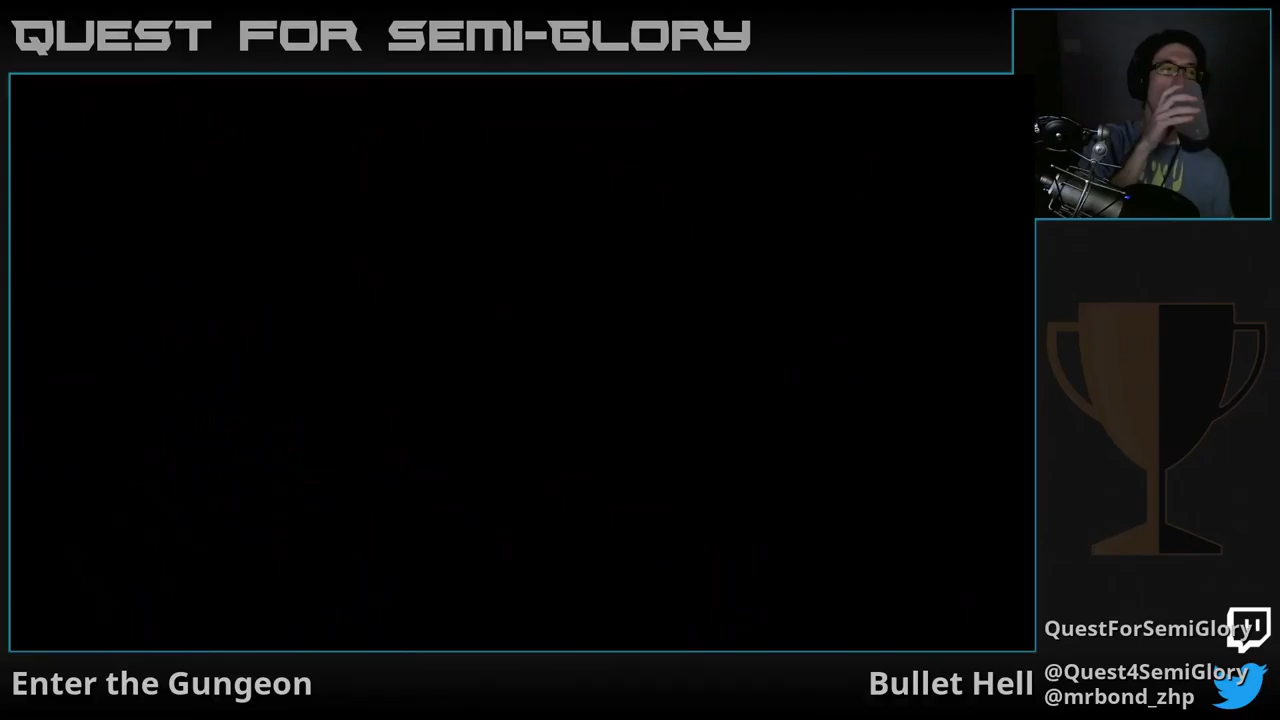 QUEST FOR SEMI-GLORY
QuestForSemiGlory
@Quest4SemiGlory
@mrbond_zhp
Enter the Gungeon
Bullet Hell